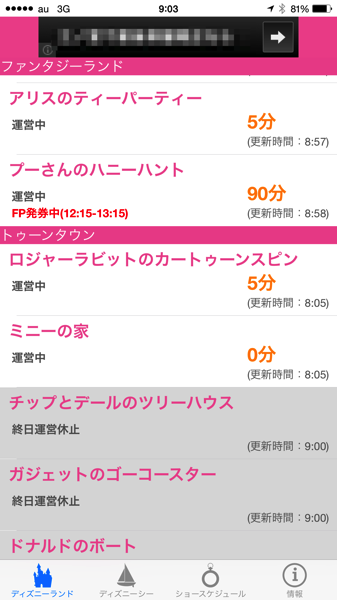 au 3G 9:03 81%
ファンタジーランド
アリスのティーパーティー
運営中
5分
(更新時間：8:57)
プーさんのハニーハント
運営中
90分
FP発券中(12:15-13:15)
(更新時間：8:58)
トゥーンタウン
ロジャーラビットのカートゥーンスピン
運営中
5分
(更新時間：8:05)
ミニーの家
運営中
0分
(更新時間：8:05)
チップとデールのツリーハウス
終日運営休止
(更新時間：9:00)
ガジェットのゴーコースター
終日運営休止
(更新時間：9:00)
ドナルドのボート
ディズニーランド ディズニーシー ショースケジュール 情報